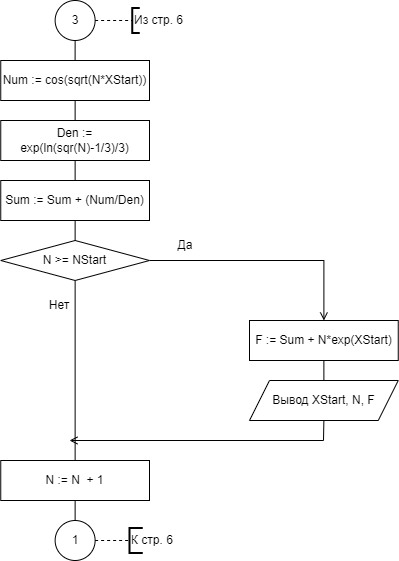 3
Из стр. 6
Num := cos(sqrt(N*XStart))
Den :=
exp(ln(sqr(N)-1/3)/3)
Sum := Sum + (Num/Den)
N >= NStart
Да
Нет
F := Sum + N*exp(XStart)
Вывод XStart, N, F
N := N + 1
1
К стр. 6